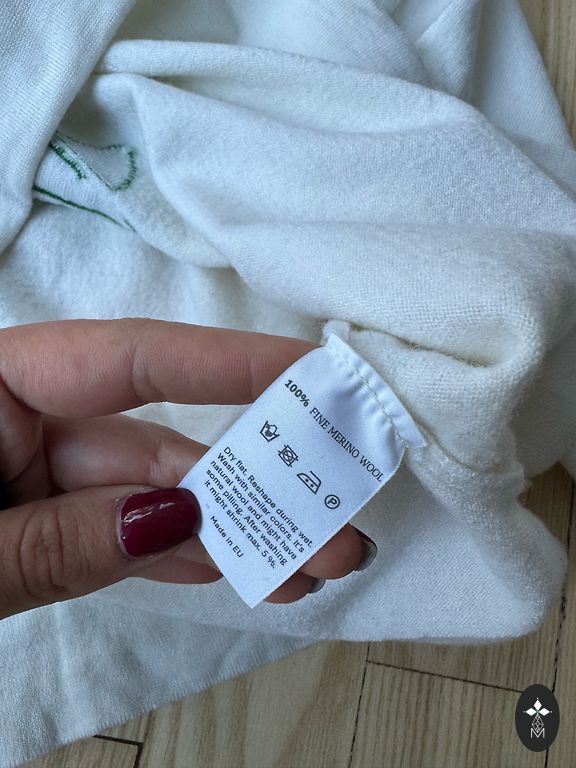 100% FINE MERINO WOOL
P
Dry flat. Reshape during wet.
Wash with similar colors. It's
natural wool and might have
some pilling. After washing
it might shrink max. 5 %.
Made in EU
M